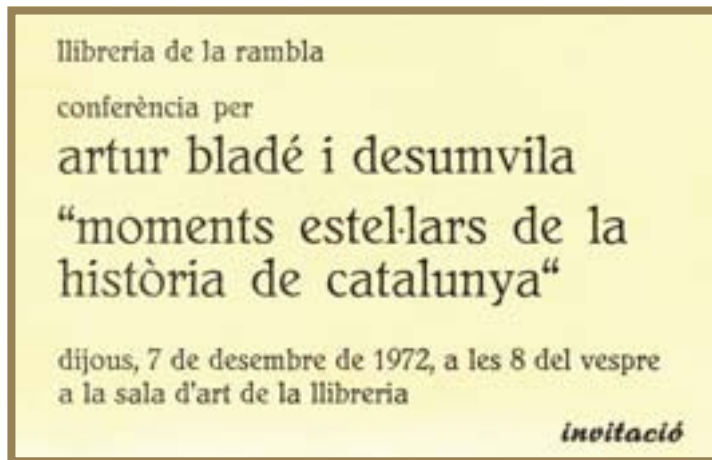 llibreria de la rambla
conferència per
artur bladé i desumvila
“moments estel·lars de la
història de catalunya“
dijous, 7 de desembre de 1972, a les 8 del vespre
a la sala d'art de la llibreria
invitació